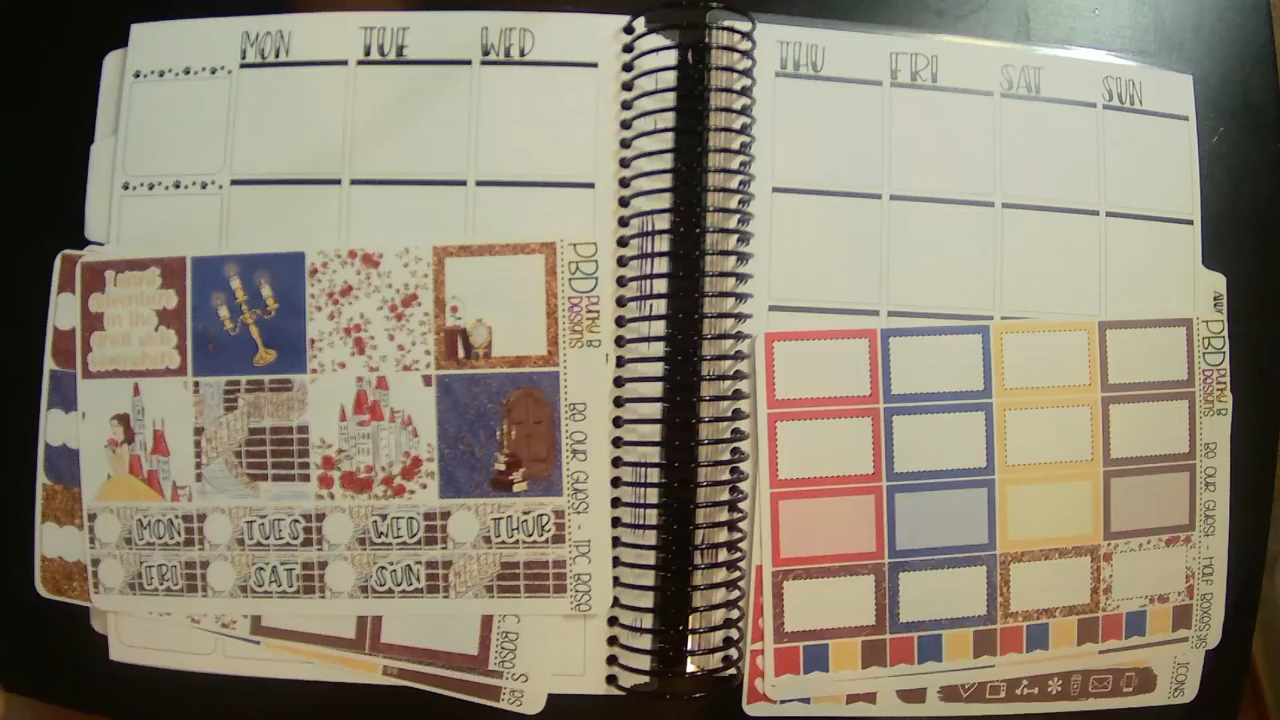 MON TUE WED
THU FRI SAT SUN
I want
adventure
in the
great wide
somewhere
PBD Punky B
Designs
Be Our Guest - TPC Base
MON TUES WED THUR
FRI SAT SUN
PBD Punky B
Designs
Be Our Guest - Half Boxes
ICONS